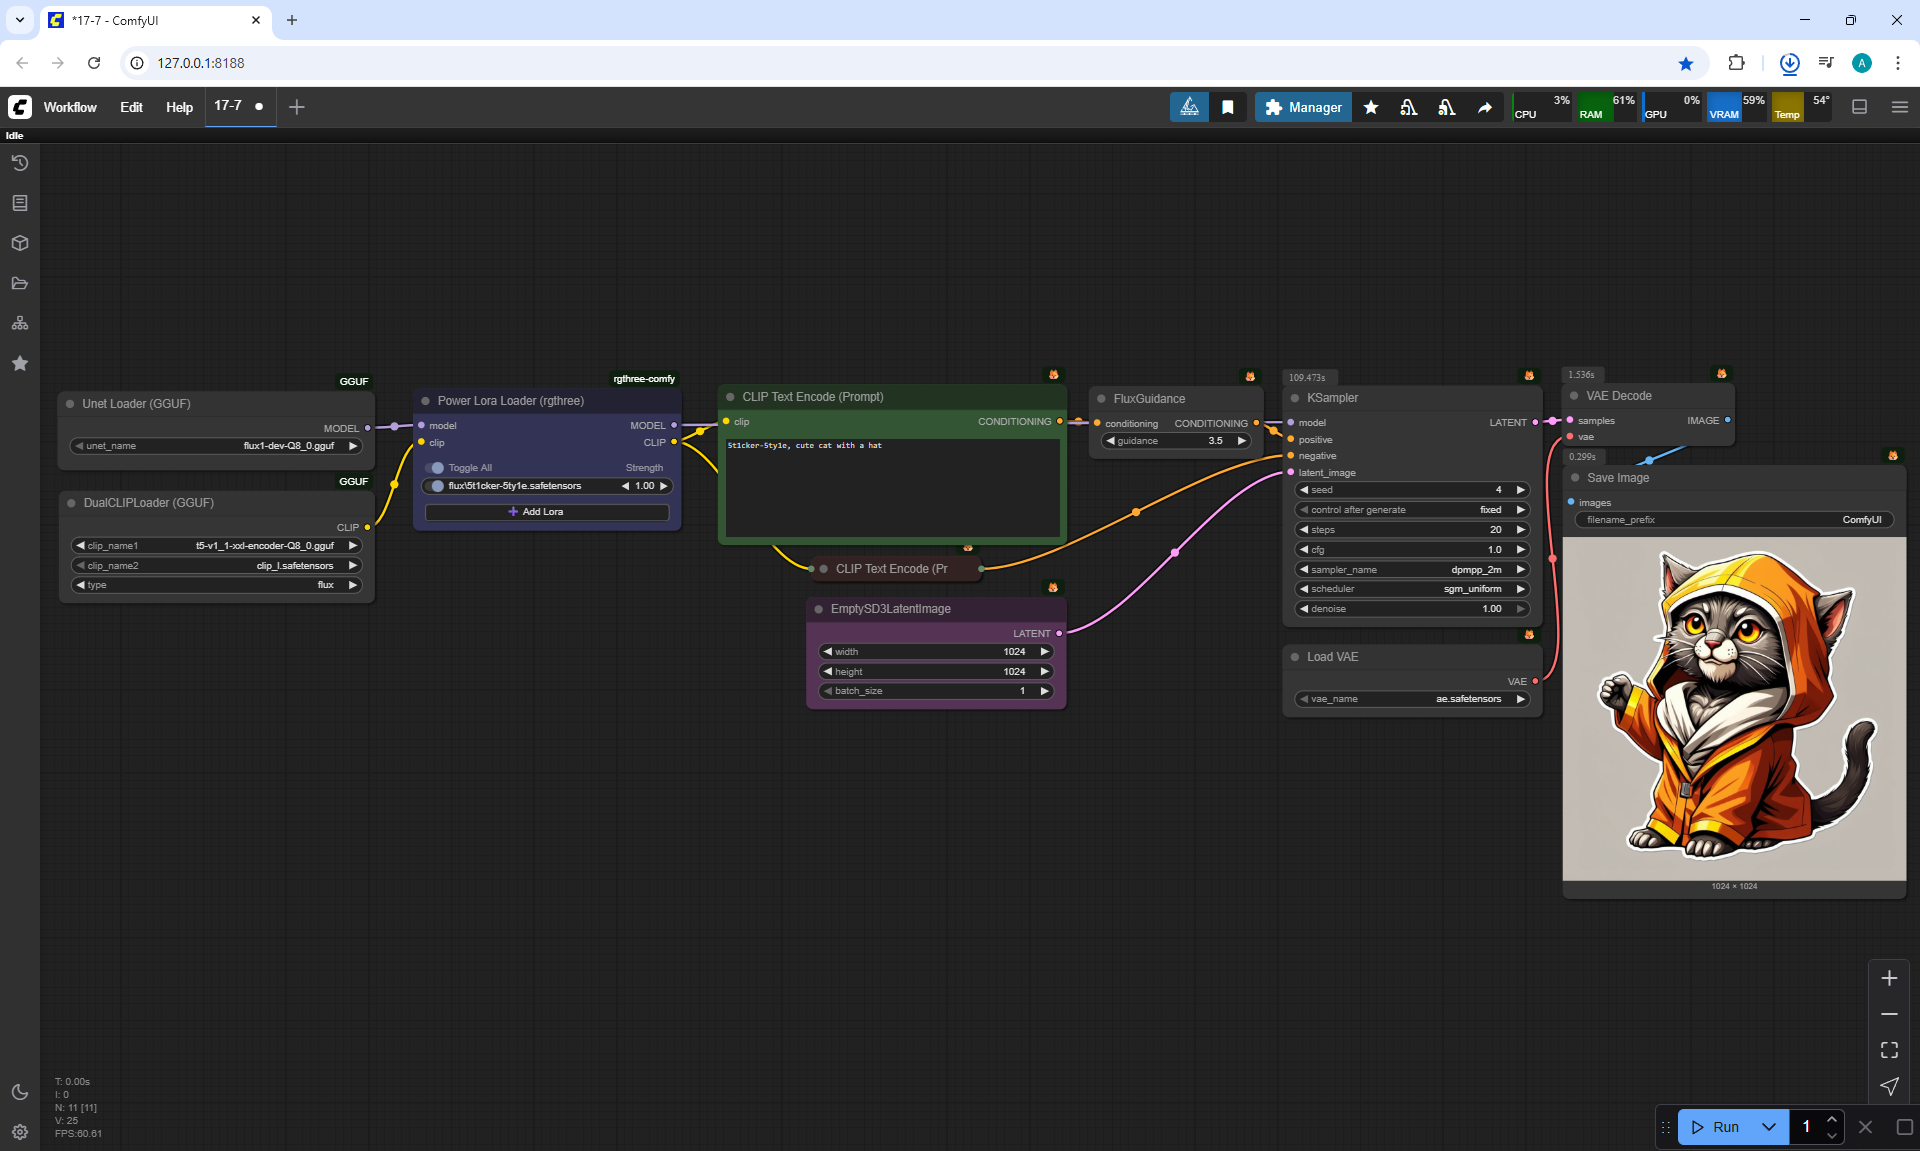 *17-7 - ComfyUI
127.0.0.1:8188
A
Workflow
Edit
Help
17-7
Manager
CPU 3%
RAM 61%
GPU 0%
VRAM 59%
Temp 54°
Idle
GGUF
Unet Loader (GGUF)
MODEL
unet_name flux1-dev-Q8_0.gguf
GGUF
DualCLIPLoader (GGUF)
CLIP
clip_name1 t5-v1_1-xxl-encoder-Q8_0.gguf
clip_name2 clip_l.safetensors
type flux
rgthree-comfy
Power Lora Loader (rgthree)
model MODEL
clip CLIP
Toggle All Strength
flux\5t1cker-5ty1e.safetensors 1.00
Add Lora
CLIP Text Encode (Prompt)
clip CONDITIONING
5t1cker-5ty1e, cute cat with a hat
CLIP Text Encode (Pr
EmptySD3LatentImage
LATENT
width 1024
height 1024
batch_size 1
FluxGuidance
conditioning CONDITIONING
guidance 3.5
109.473s
KSampler
model LATENT
positive
negative
latent_image
seed 4
control after generate fixed
steps 20
cfg 1.0
sampler_name dpmpp_2m
scheduler sgm_uniform
denoise 1.00
Load VAE
VAE
vae_name ae.safetensors
1.536s
VAE Decode
samples IMAGE
vae
0.299s
Save Image
images
filename_prefix ComfyUI
1024 × 1024
T: 0.00s
I: 0
N: 11 [11]
V: 25
FPS:60.61
Run
1